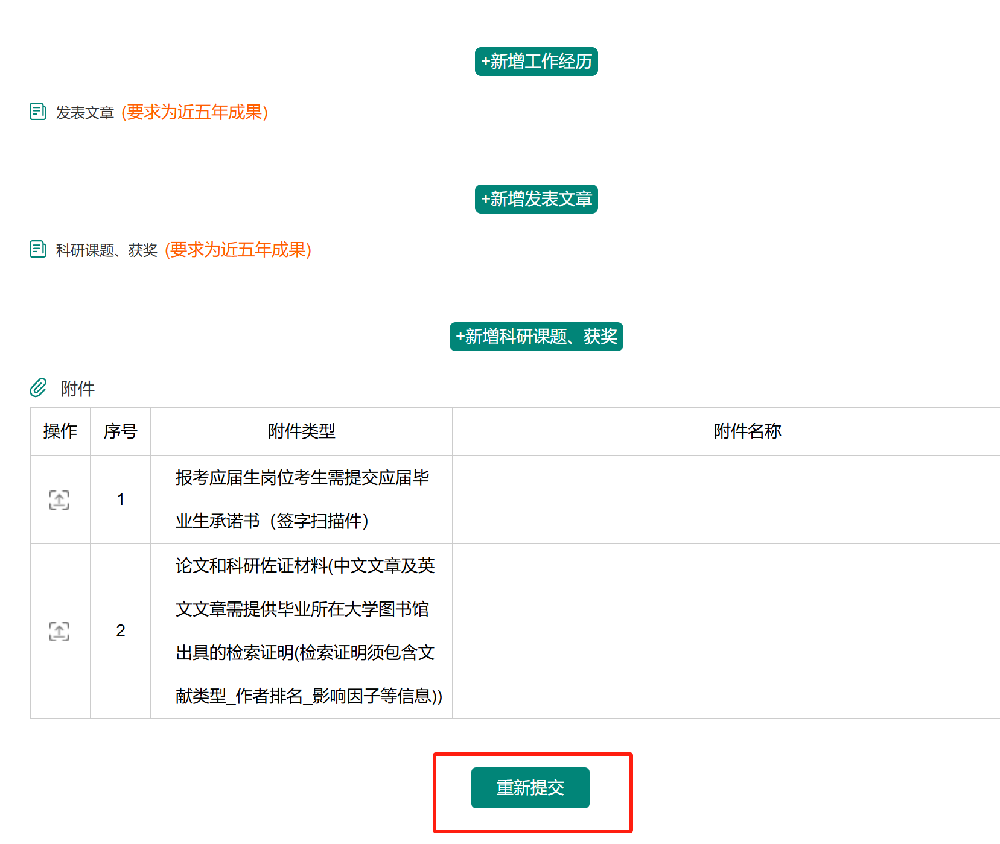 +新增工作经历
发表文章 (要求为近五年成果)
+新增发表文章
科研课题、获奖 (要求为近五年成果)
+新增科研课题、获奖
附件
操作 序号 附件类型 附件名称
1
报考应届生岗位考生需提交应届毕
业生承诺书（签字扫描件）
2
论文和科研佐证材料(中文文章及英
文文章需提供毕业所在大学图书馆
出具的检索证明(检索证明须包含文
献类型_作者排名_影响因子等信息))
重新提交